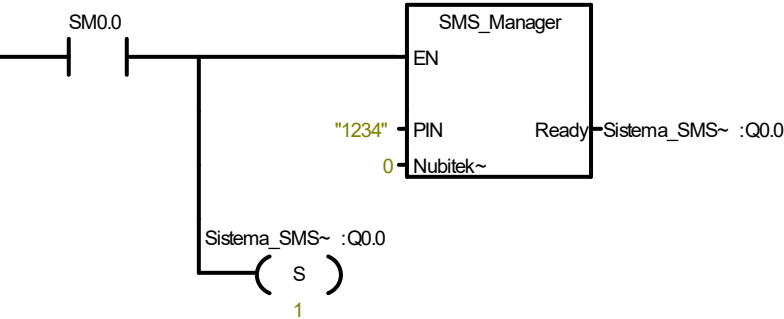 SM0.0
SMS_Manager
EN
"1234" PIN Ready Sistema_SMS~ :Q0.0
0 Nubitek~
Sistema_SMS~ :Q0.0
S
1